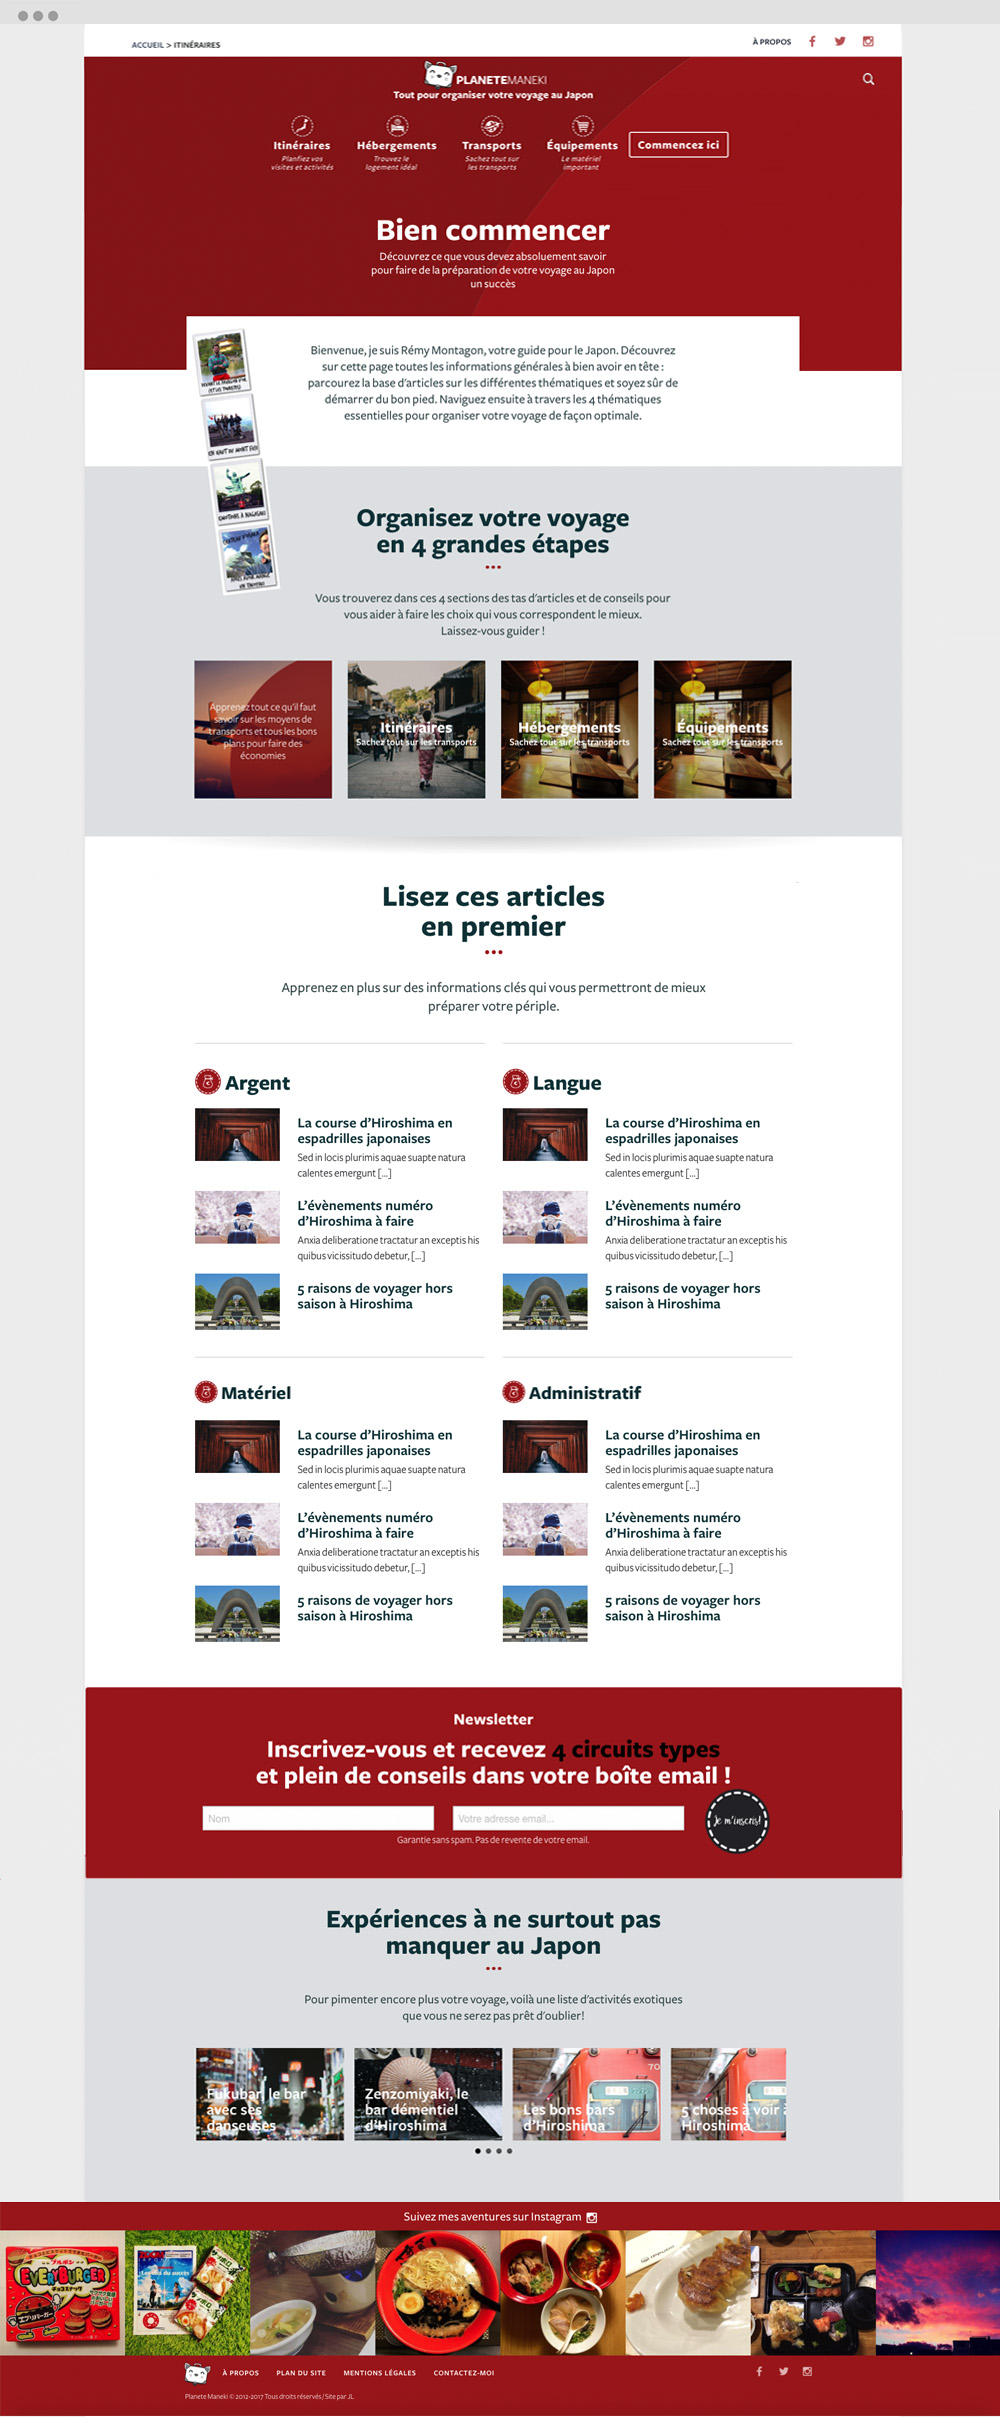 ACCUEIL > ITINÉRAIRES
À PROPOS
PLANETEMANEKI
Tout pour organiser votre voyage au Japon
Itinéraires
Planfiez vos
visites et activités
Hébergements
Trouvez le
logement idéal
Transports
Sachez tout sur
les transports
Équipements
Le matériel
important
Commencez ici
Bien commencer
Découvrez ce que vous devez absoluement savoir
pour faire de la préparation de votre voyage au Japon
un succès
Bienvenue, je suis Rémy Montagon, votre guide pour le Japon. Découvrez
sur cette page toutes les informations générales à bien avoir en tête :
parcourez la base d'articles sur les différentes thématiques et soyez sûr de
démarrer du bon pied. Naviguez ensuite à travers les 4 thématiques
essentielles pour organiser votre voyage de façon optimale.
Organisez votre voyage
en 4 grandes étapes
Vous trouverez dans ces 4 sections des tas d'articles et de conseils pour
vous aider à faire les choix qui vous correspondent le mieux.
Laissez-vous guider !
Apprenez tout ce qu'il faut
savoir sur les moyens de
transports et tous les bons
plans pour faire des
économies
Itinéraires
Sachez tout sur les transports
Hébergements
Sachez tout sur les transports
Équipements
Sachez tout sur les transports
Lisez ces articles
en premier
Apprenez en plus sur des informations clés qui vous permettront de mieux
préparer votre périple.
Argent
La course d'Hiroshima en
espadrilles japonaises
Sed in locis plurimis aquae suapte natura
calentes emergunt [...]
L'évènements numéro
d'Hiroshima à faire
Anxia deliberatione tractatur an exceptis his
quibus vicissitudo debetur, [...]
5 raisons de voyager hors
saison à Hiroshima
Langue
La course d'Hiroshima en
espadrilles japonaises
Sed in locis plurimis aquae suapte natura
calentes emergunt [...]
L'évènements numéro
d'Hiroshima à faire
Anxia deliberatione tractatur an exceptis his
quibus vicissitudo debetur, [...]
5 raisons de voyager hors
saison à Hiroshima
Matériel
La course d'Hiroshima en
espadrilles japonaises
Sed in locis plurimis aquae suapte natura
calentes emergunt [...]
L'évènements numéro
d'Hiroshima à faire
Anxia deliberatione tractatur an exceptis his
quibus vicissitudo debetur, [...]
5 raisons de voyager hors
saison à Hiroshima
Administratif
La course d'Hiroshima en
espadrilles japonaises
Sed in locis plurimis aquae suapte natura
calentes emergunt [...]
L'évènements numéro
d'Hiroshima à faire
Anxia deliberatione tractatur an exceptis his
quibus vicissitudo debetur, [...]
5 raisons de voyager hors
saison à Hiroshima
Newsletter
Inscrivez-vous et recevez 4 circuits types
et plein de conseils dans votre boîte email !
Nom
Votre adresse email...
Je m'inscris!
Garantie sans spam. Pas de revente de votre email.
Expériences à ne surtout pas
manquer au Japon
Pour pimenter encore plus votre voyage, voilà une liste d'activités exotiques
que vous ne serez pas prêt d'oublier!
Fukubar, le bar
avec ses
danseuses
Zenzomiyaki, le
bar démentiel
d'Hiroshima
Les bons bars
d'Hiroshima
5 choses à voir à
Hiroshima
Suivez mes aventures sur Instagram
ブルボン
EVERYBURGER
À PROPOS
PLAN DU SITE
MENTIONS LÉGALES
CONTACTEZ-MOI
Planete Maneki © 2012-2017 Tous droits réservés / Site par JL